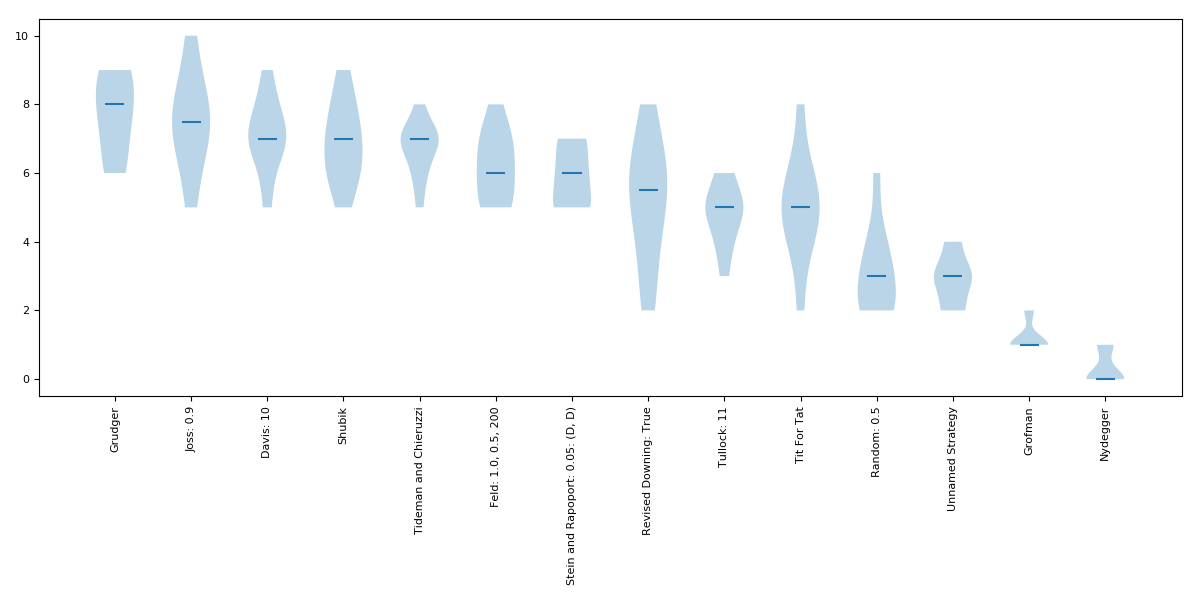 10
8
6
4
2
0
Grudger
Joss: 0.9
Davis: 10
Shubik
Tideman and Chieruzzi
Feld: 1.0, 0.5, 200
Stein and Rapoport: 0.05: (D, D)
Revised Downing: True
Tullock: 11
Tit For Tat
Random: 0.5
Unnamed Strategy
Grofman
Nydegger